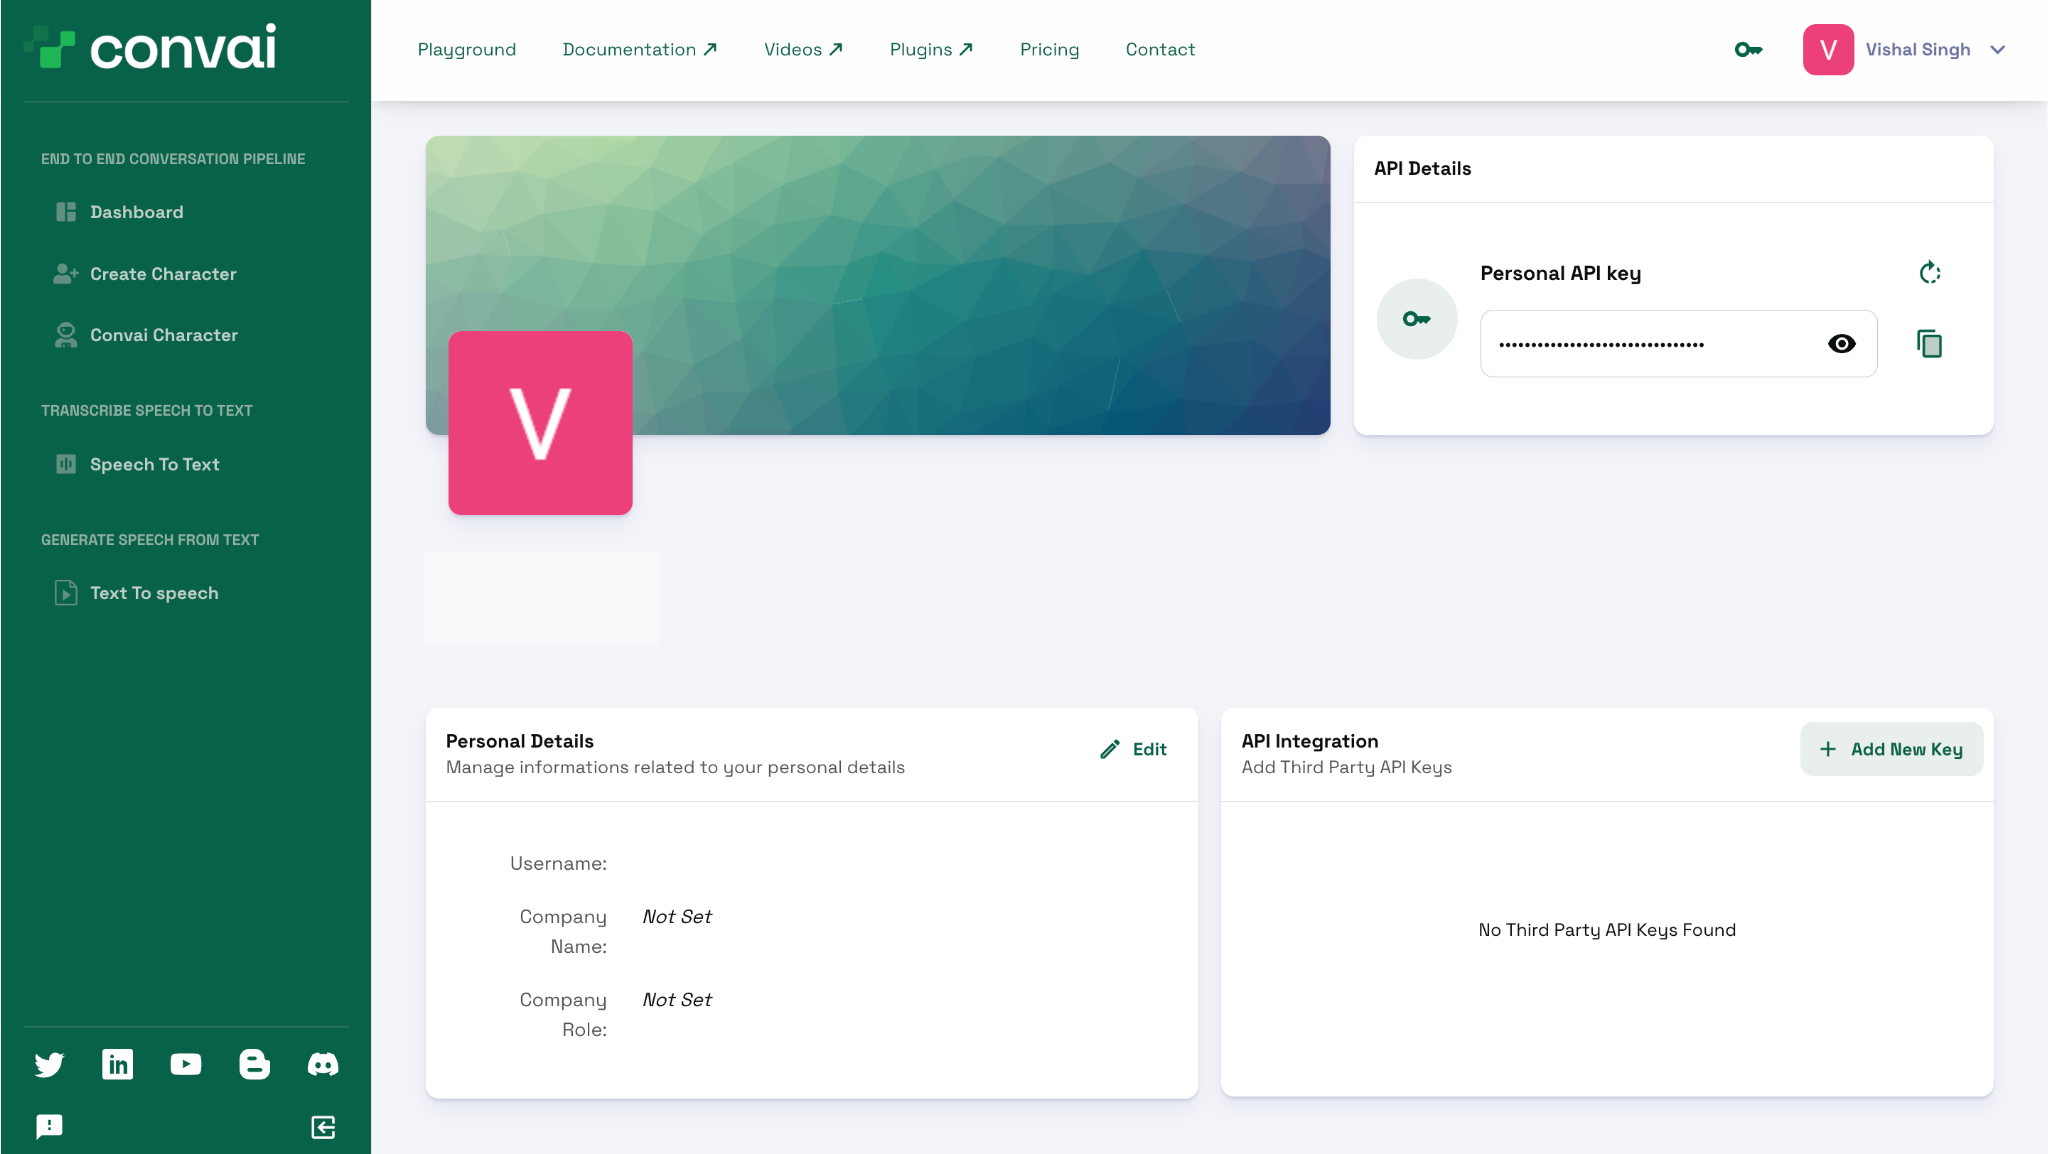 convai
Playground
Documentation
Videos
Plugins
Pricing
Contact
V
Vishal Singh
END TO END CONVERSATION PIPELINE
Dashboard
Create Character
Convai Character
TRANSCRIBE SPEECH TO TEXT
Speech To Text
GENERATE SPEECH FROM TEXT
Text To speech
V
API Details
Personal API key
Personal Details
Manage informations related to your personal details
Edit
Username:
Company Name:
Not Set
Company Role:
Not Set
API Integration
Add Third Party API Keys
Add New Key
No Third Party API Keys Found
in